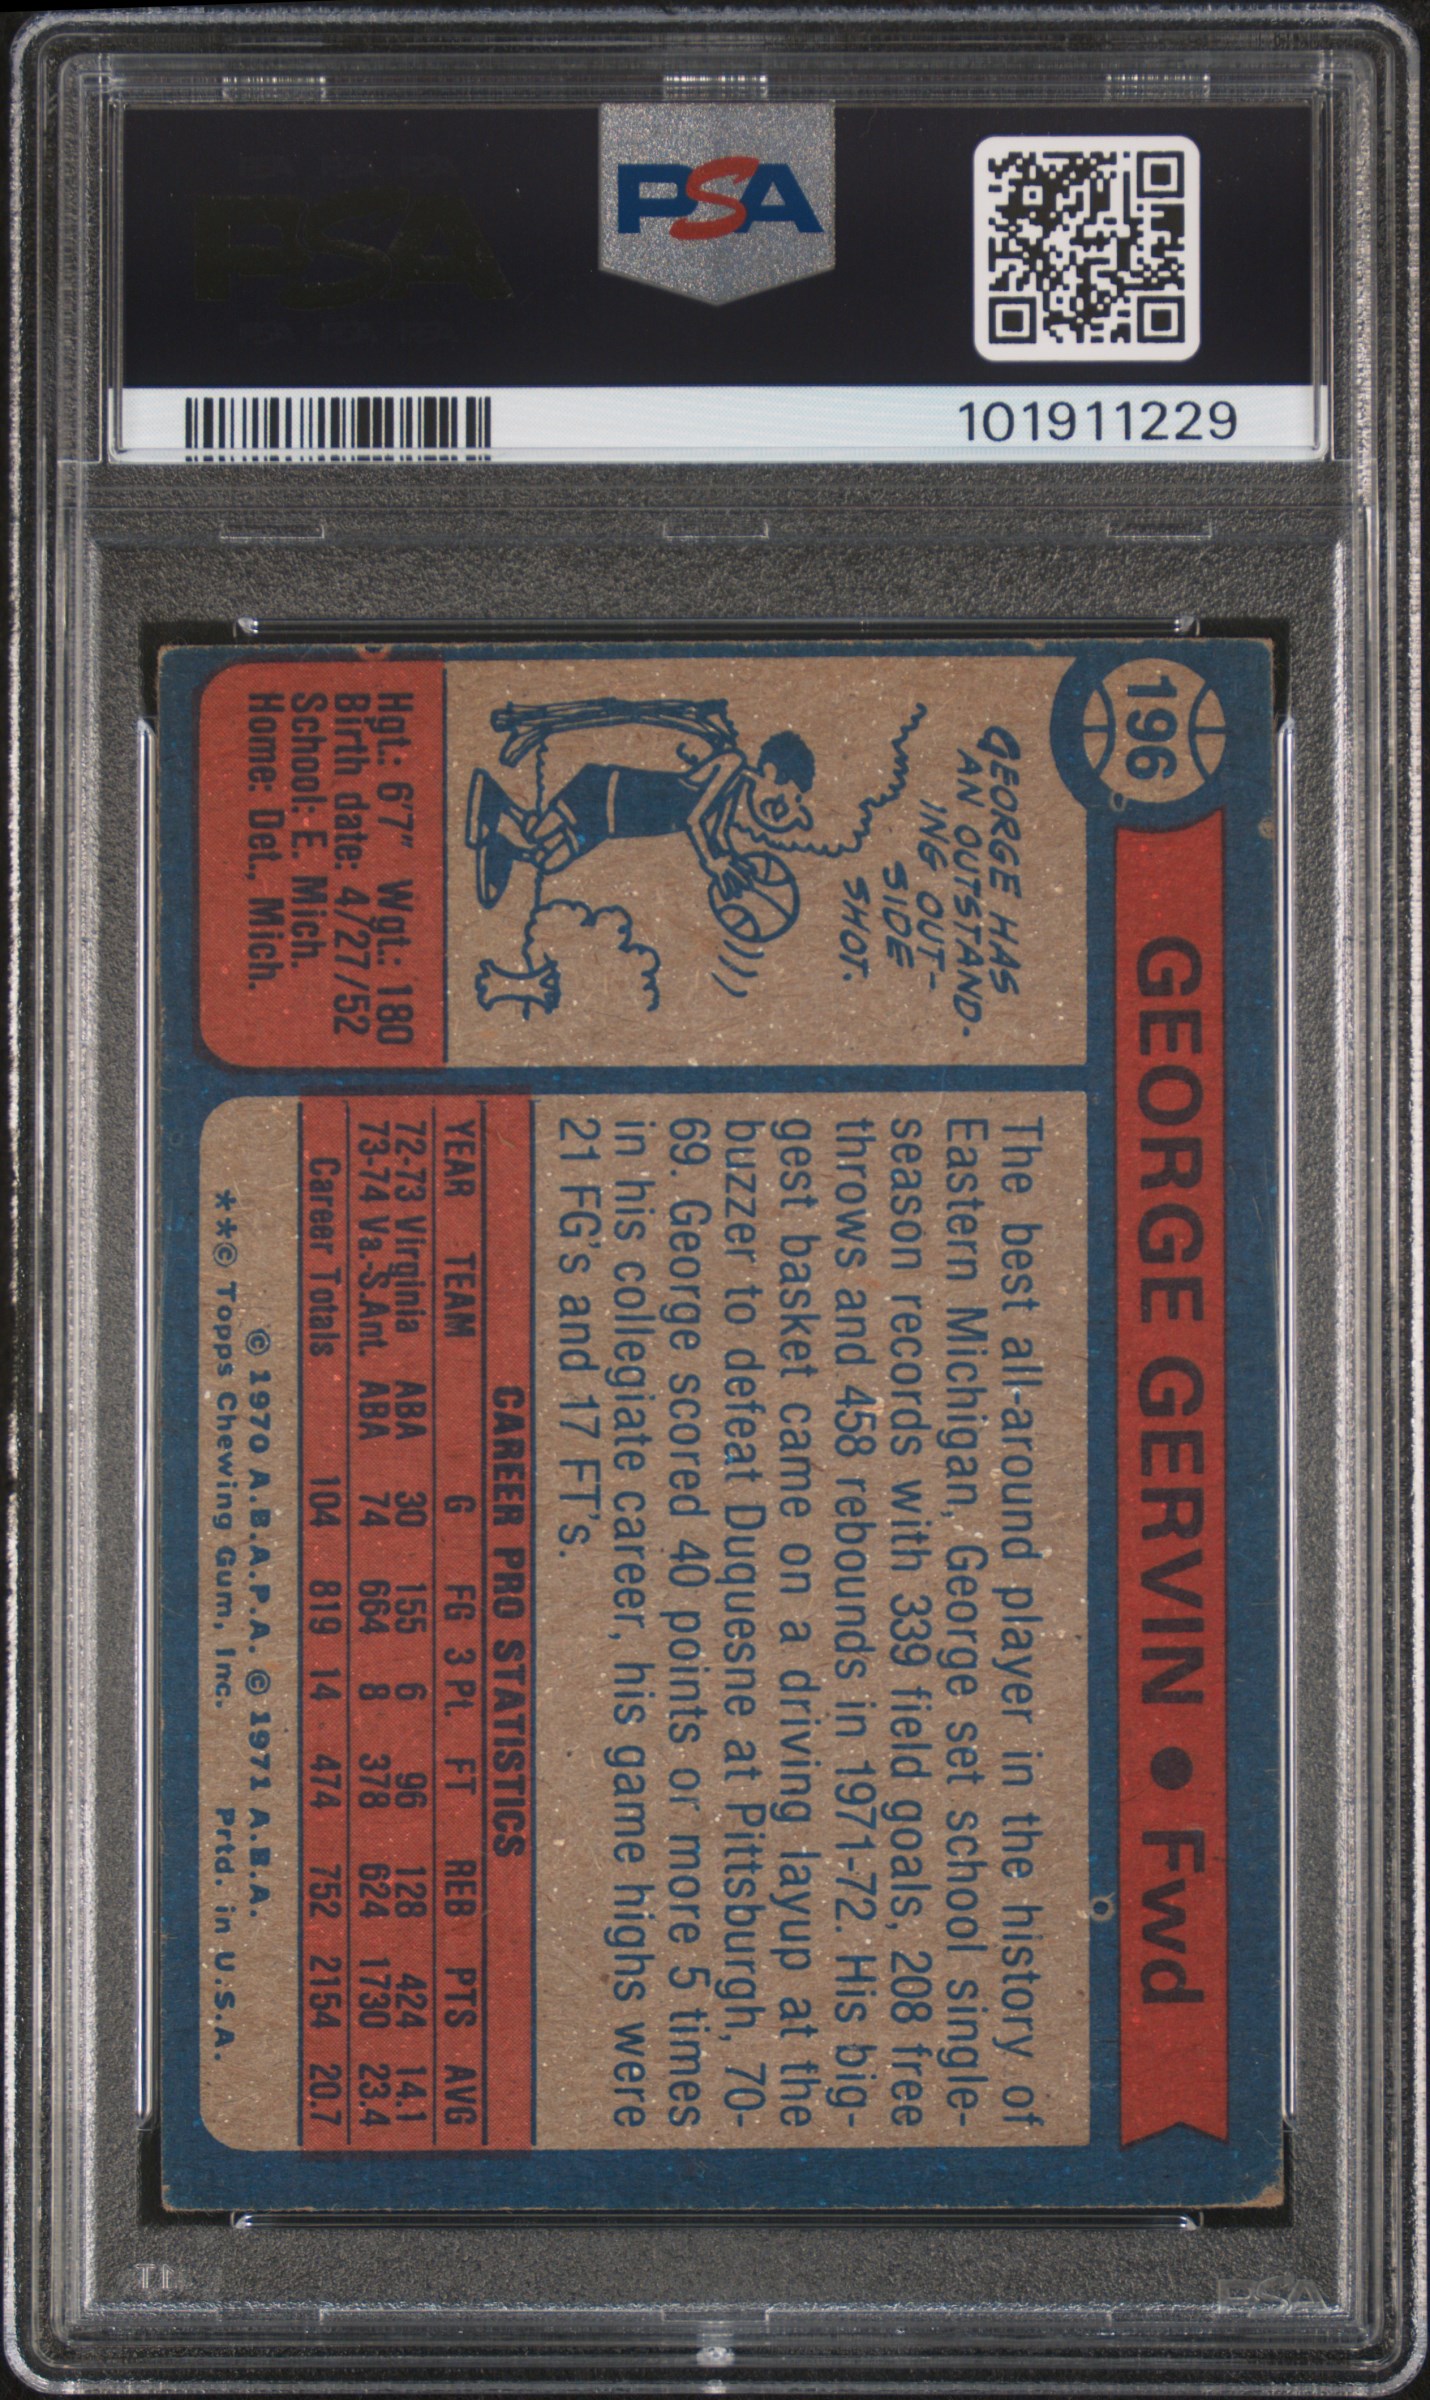 PSA
101911229
196
GEORGE GERVIN • Fwd
GEORGE HAS
AN OUTSTAND-
ING OUT-
SIDE
SHOT.
Hgt.: 6'7" Wgt.: 180
Birth date: 4/27/52
School: E. Mich.
Home: Det., Mich.
The best all-around player in the history of
Eastern Michigan, George set school single-
season records with 339 field goals, 208 free
throws and 458 rebounds in 1971-72. His big-
gest basket came on a driving layup at the
buzzer to defeat Duquesne at Pittsburgh, 70-
69. George scored 40 points or more 5 times
in his collegiate career, his game highs were
21 FG's and 17 FT's.
CAREER PRO STATISTICS
YEAR TEAM G FG 3 Pt. FT REB PTS AVG
72-73 Virginia ABA 30 155 6 96 128 424 14.1
73-74 Va.-S.Ant. ABA 74 664 8 378 624 1730 23.4
Career Totals 104 819 14 474 752 2154 20.7
© 1970 A.B.A.P.A. © 1971 A.B.A.
**© Topps Chewing Gum, Inc. Prtd. in U.S.A.
PSA